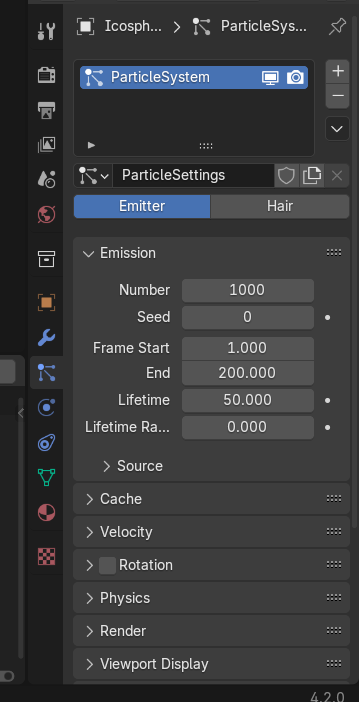 Icosph... > ParticleSys...
ParticleSystem
ParticleSettings
Emitter Hair
Emission
Number 1000
Seed 0
Frame Start 1.000
End 200.000
Lifetime 50.000
Lifetime Ra... 0.000
Source
Cache
Velocity
Rotation
Physics
Render
Viewport Display
4.2.0